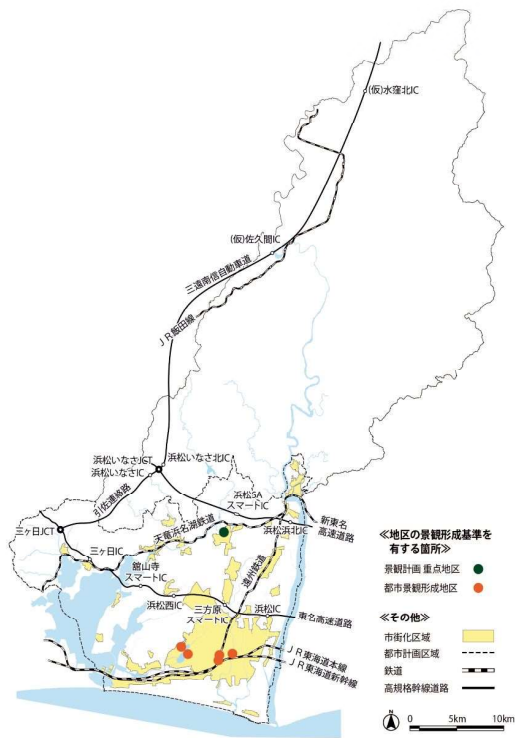 (仮)水窪北IC
(仮)佐久間IC
三遠南信自動車道
JR飯田線
浜松いなさJCT
浜松いなさ北IC
浜松いなさIC
引佐連絡路
浜松SA
スマートIC
新東名
高速道路
天竜浜名湖鉄道
浜松浜北IC
三ヶ日JCT
三ヶ日IC
舘山寺
スマートIC
遠州鉄道
浜松西IC
三方原
スマートIC
浜松IC
東名高速道路
JR東海道本線
JR東海道新幹線
≪地区の景観形成基準を
有する箇所≫
景観計画 重点地区
都市景観形成地区
≪その他≫
市街化区域
都市計画区域
鉄道
高規格幹線道路
N
0 5km 10km